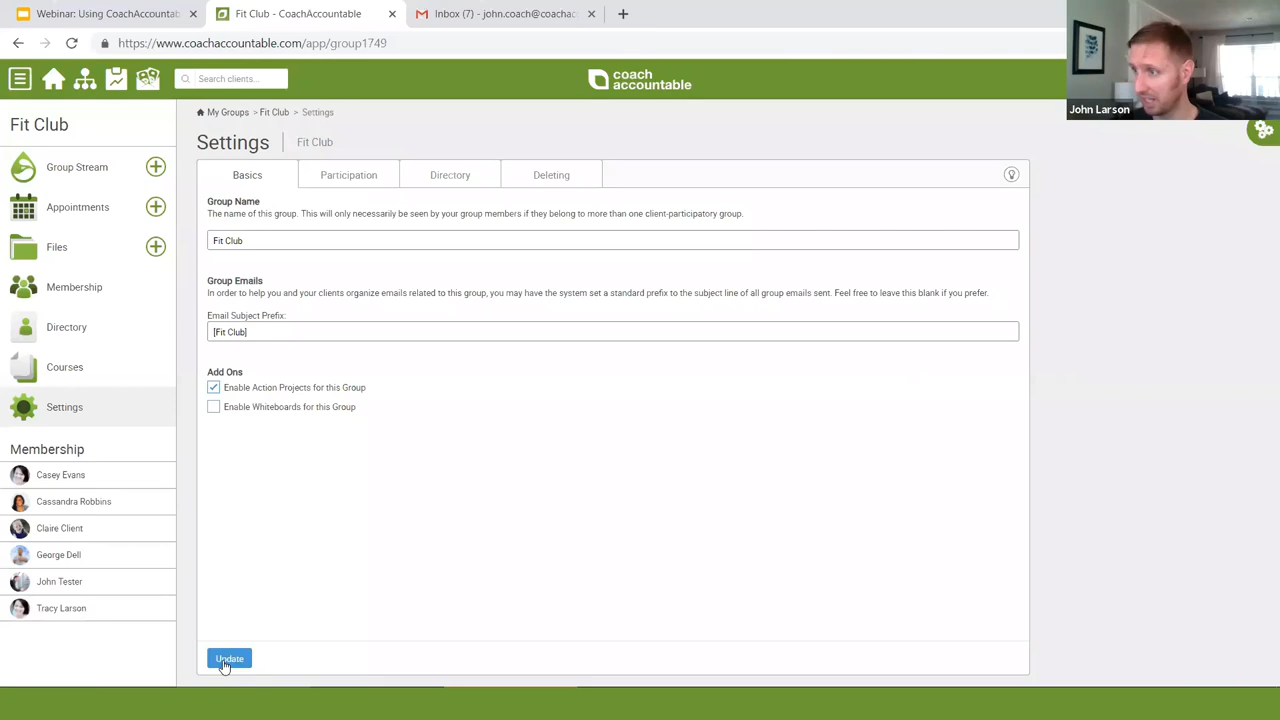 Webinar: Using CoachAccountab
Fit Club - CoachAccountable
Inbox (7) - john.coach@coachac
https://www.coachaccountable.com/app/group1749
Search clients...
coach
accountable
John Larson
Fit Club
Group Stream
Appointments
Files
Membership
Directory
Courses
Settings
Membership
Casey Evans
Cassandra Robbins
Claire Client
George Dell
John Tester
Tracy Larson
My Groups > Fit Club > Settings
Settings | Fit Club
Basics Participation Directory Deleting
Group Name
The name of this group. This will only necessarily be seen by your group members if they belong to more than one client-participatory group.
Fit Club
Group Emails
In order to help you and your clients organize emails related to this group, you may have the system set a standard prefix to the subject line of all group emails sent. Feel free to leave this blank if you prefer.
Email Subject Prefix:
[Fit Club]
Add Ons
Enable Action Projects for this Group
Enable Whiteboards for this Group
Update